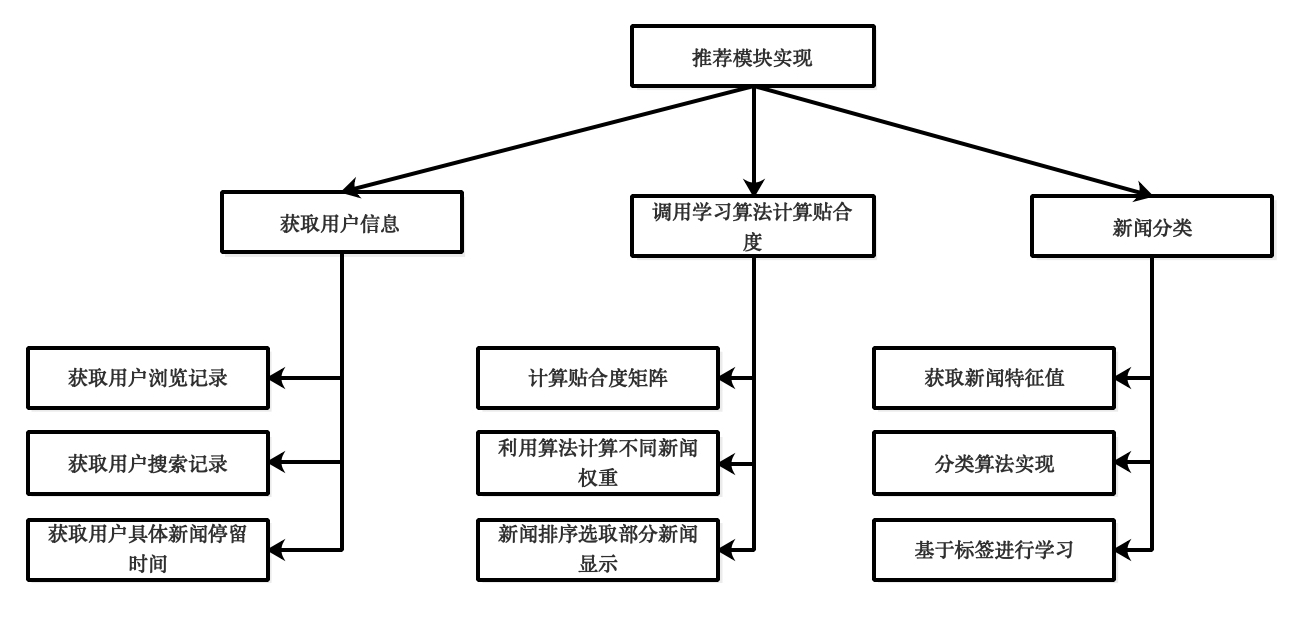 推荐模块实现
获取用户信息
调用学习算法计算贴合
度
新闻分类
获取用户浏览记录
获取用户搜索记录
获取用户具体新闻停留
时间
计算贴合度矩阵
利用算法计算不同新闻
权重
新闻排序选取部分新闻
显示
获取新闻特征值
分类算法实现
基于标签进行学习